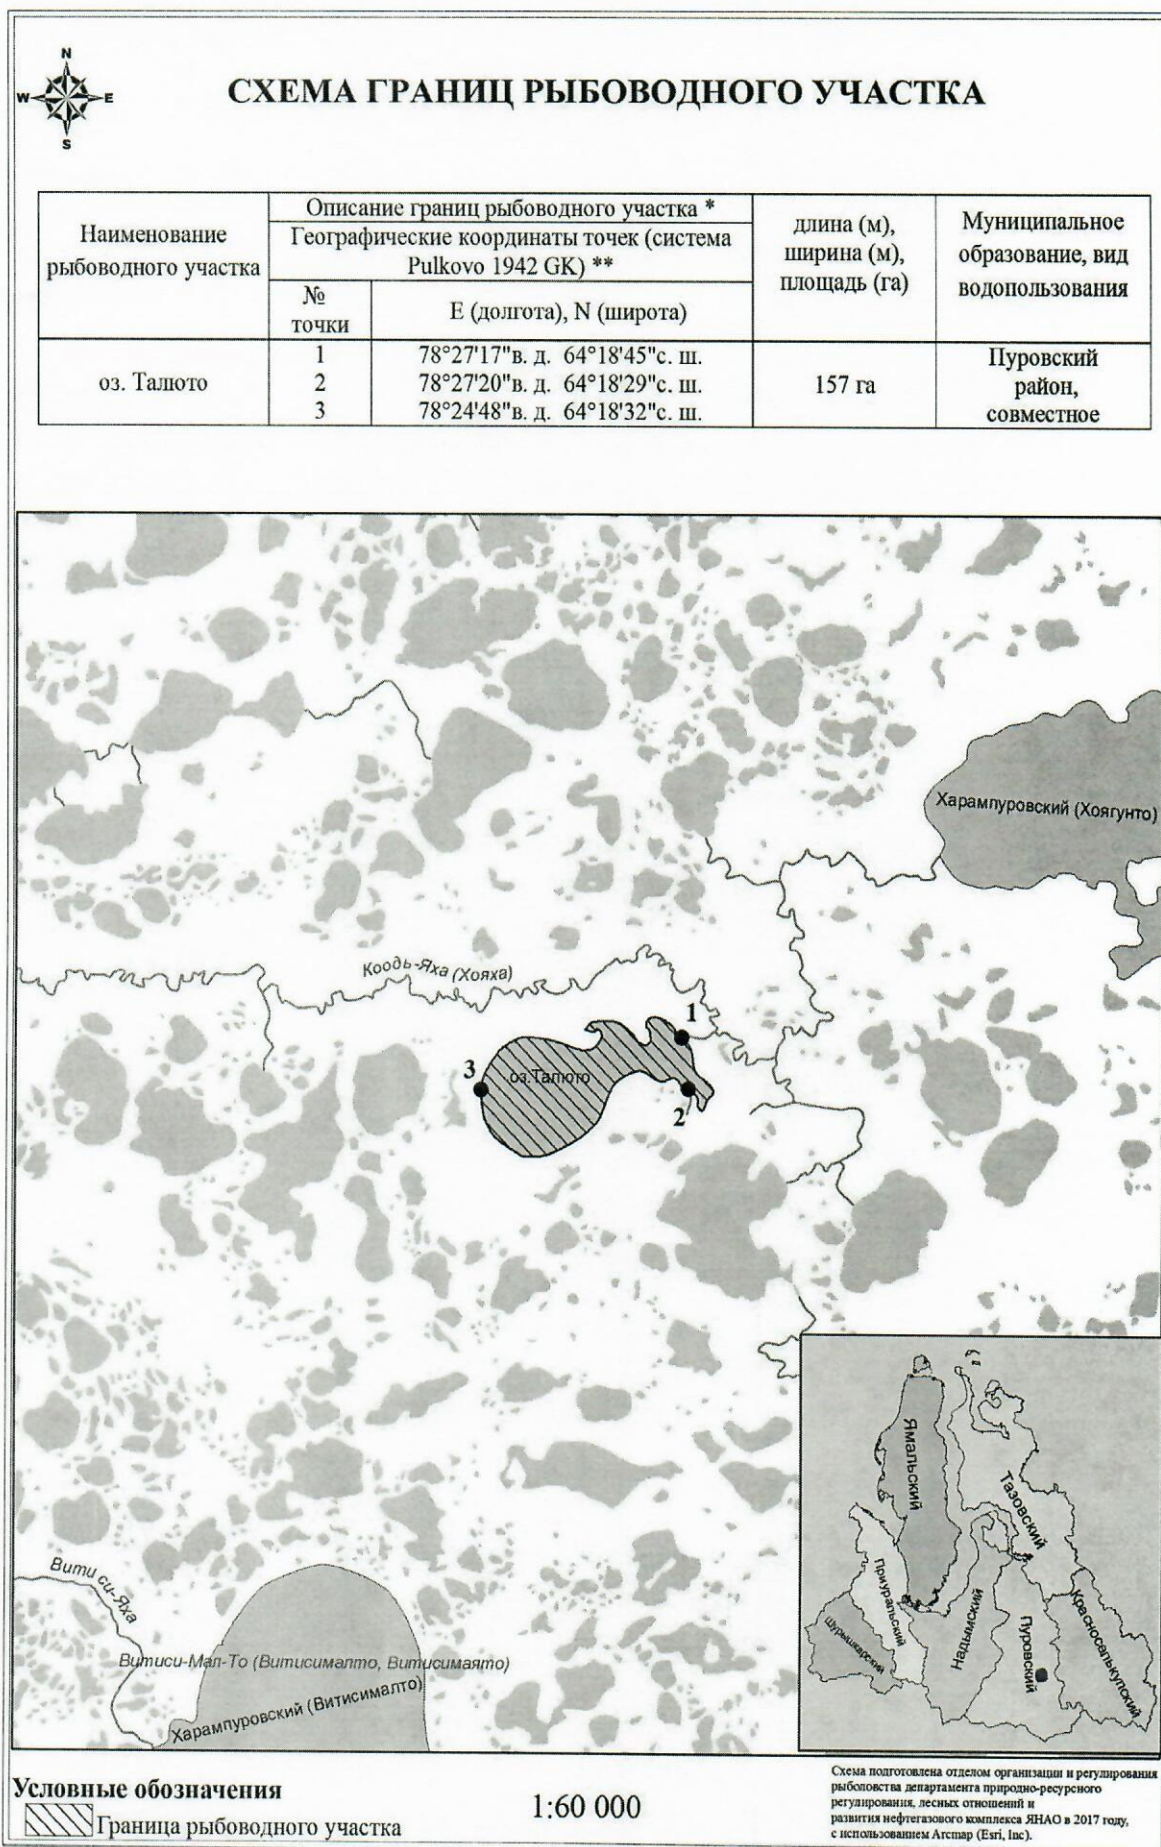 N
W E
S
СХЕМА ГРАНИЦ РЫБОВОДНОГО УЧАСТКА
Наименование
рыбоводного участка
Описание границ рыбоводного участка *
Географические координаты точек (система
Pulkovo 1942 GK) **
№
точки
E (долгота), N (широта)
длина (м),
ширина (м),
площадь (га)
Муниципальное
образование, вид
водопользования
оз. Талюто
1 78°27'17"в. д. 64°18'45"с. ш.
2 78°27'20"в. д. 64°18'29"с. ш.
3 78°24'48"в. д. 64°18'32"с. ш.
157 га
Пуровский
район,
совместное
Харампуровский (Хоягунто)
Коодь-Яха (Хояха)
1
3
оз.Талюто
2
Ямальский
Тазовский
Приуральский
Шурышкарский
Надымский
Пуровский
Красноселькупский
Вити си-Яха
Витиси-Мал-То (Витисималто, Витисимаято)
Харампуровский (Витисималто)
Условные обозначения
Граница рыбоводного участка
1:60 000
Схема подготовлена отделом организации и регулирования
рыболовства департамента природно-ресурсного
регулирования, лесных отношений и
развития нефтегазового комплекса ЯНАО в 2017 году,
с использованием Arcmap (Esri, Inc).